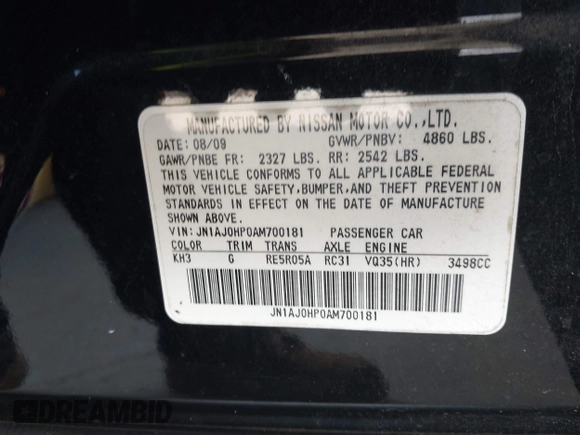 MANUFACTURED BY NISSAN MOTOR CO.,LTD.
DATE: 08/09 GVWR/PNBV: 4860 LBS.
GAWR/PNBE FR: 2327 LBS. RR: 2542 LBS.
THIS VEHICLE CONFORMS TO ALL APPLICABLE FEDERAL
MOTOR VEHICLE SAFETY,BUMPER,AND THEFT PREVENTION
STANDARDS IN EFFECT ON THE DATE OF MANUFACTURE
SHOWN ABOVE.
VIN: JN1AJ0HP0AM700181 PASSENGER CAR
COLOR TRIM TRANS AXLE ENGINE
KH3 G RE5R05A RC31 VQ35(HR) 3498CC
JN1AJ0HP0AM700181
DREAMBID